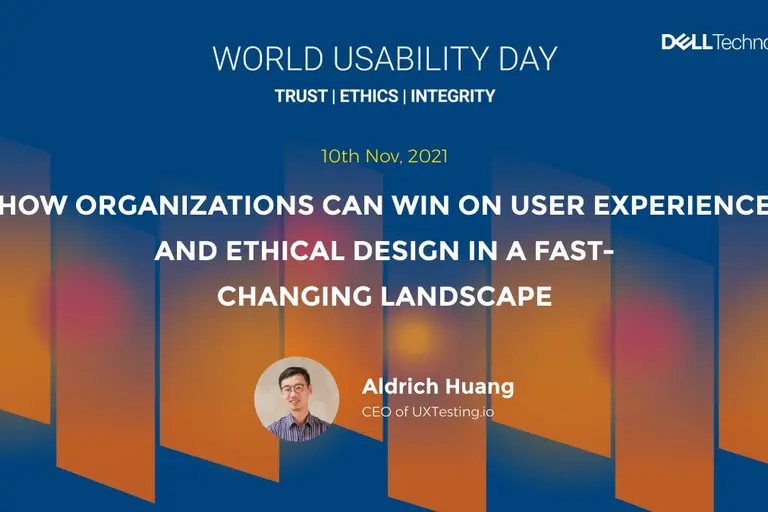 WORLD USABILITY DAY
DELLTechno
TRUST | ETHICS | INTEGRITY
10th Nov, 2021
HOW ORGANIZATIONS CAN WIN ON USER EXPERIENCE
AND ETHICAL DESIGN IN A FAST-
CHANGING LANDSCAPE
Aldrich Huang
CEO of UXTesting.io